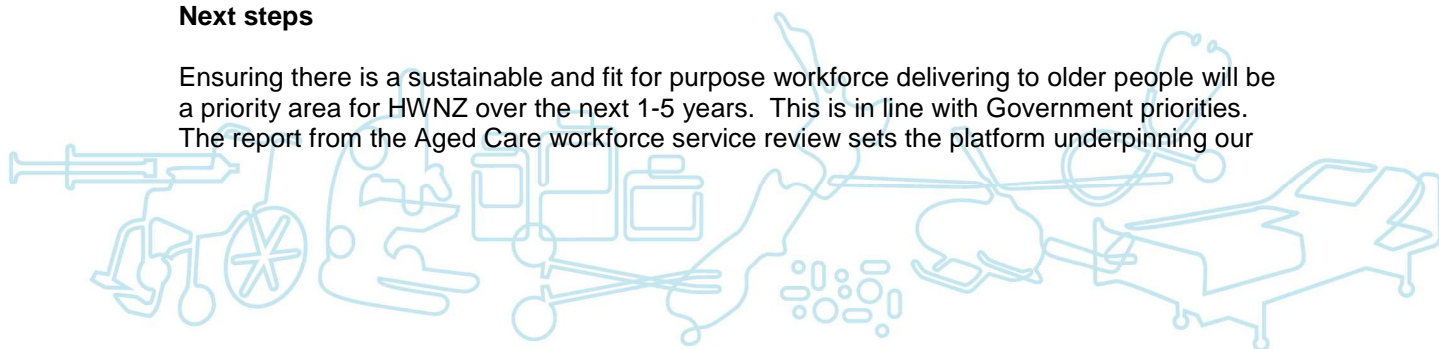 Next steps
Ensuring there is a sustainable and fit for purpose workforce delivering to older people will be
a priority area for HWNZ over the next 1-5 years.  This is in line with Government priorities.
The report from the Aged Care workforce service review sets the platform underpinning our